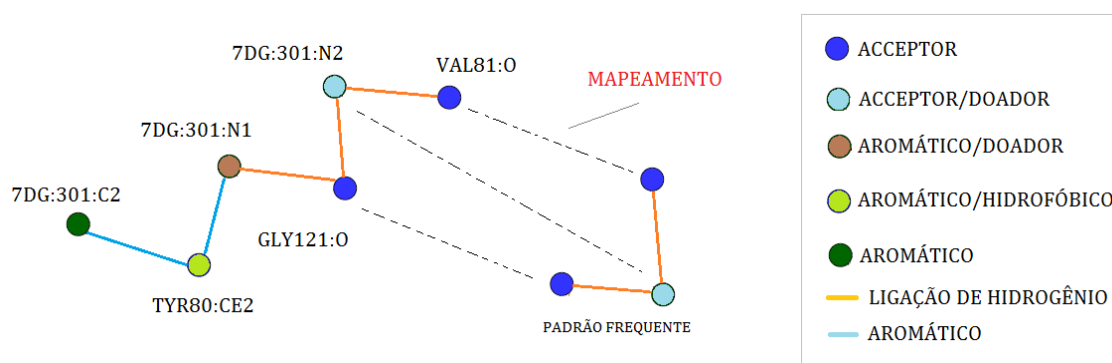 7DG:301:N2
VAL81:O
MAPEAMENTO
7DG:301:N1
7DG:301:C2
GLY121:O
TYR80:CE2
PADRÃO FREQUENTE
ACCEPTOR
ACCEPTOR/DOADOR
AROMÁTICO/DOADOR
AROMÁTICO/HIDROFÓBICO
AROMÁTICO
LIGAÇÃO DE HIDROGÊNIO
AROMÁTICO